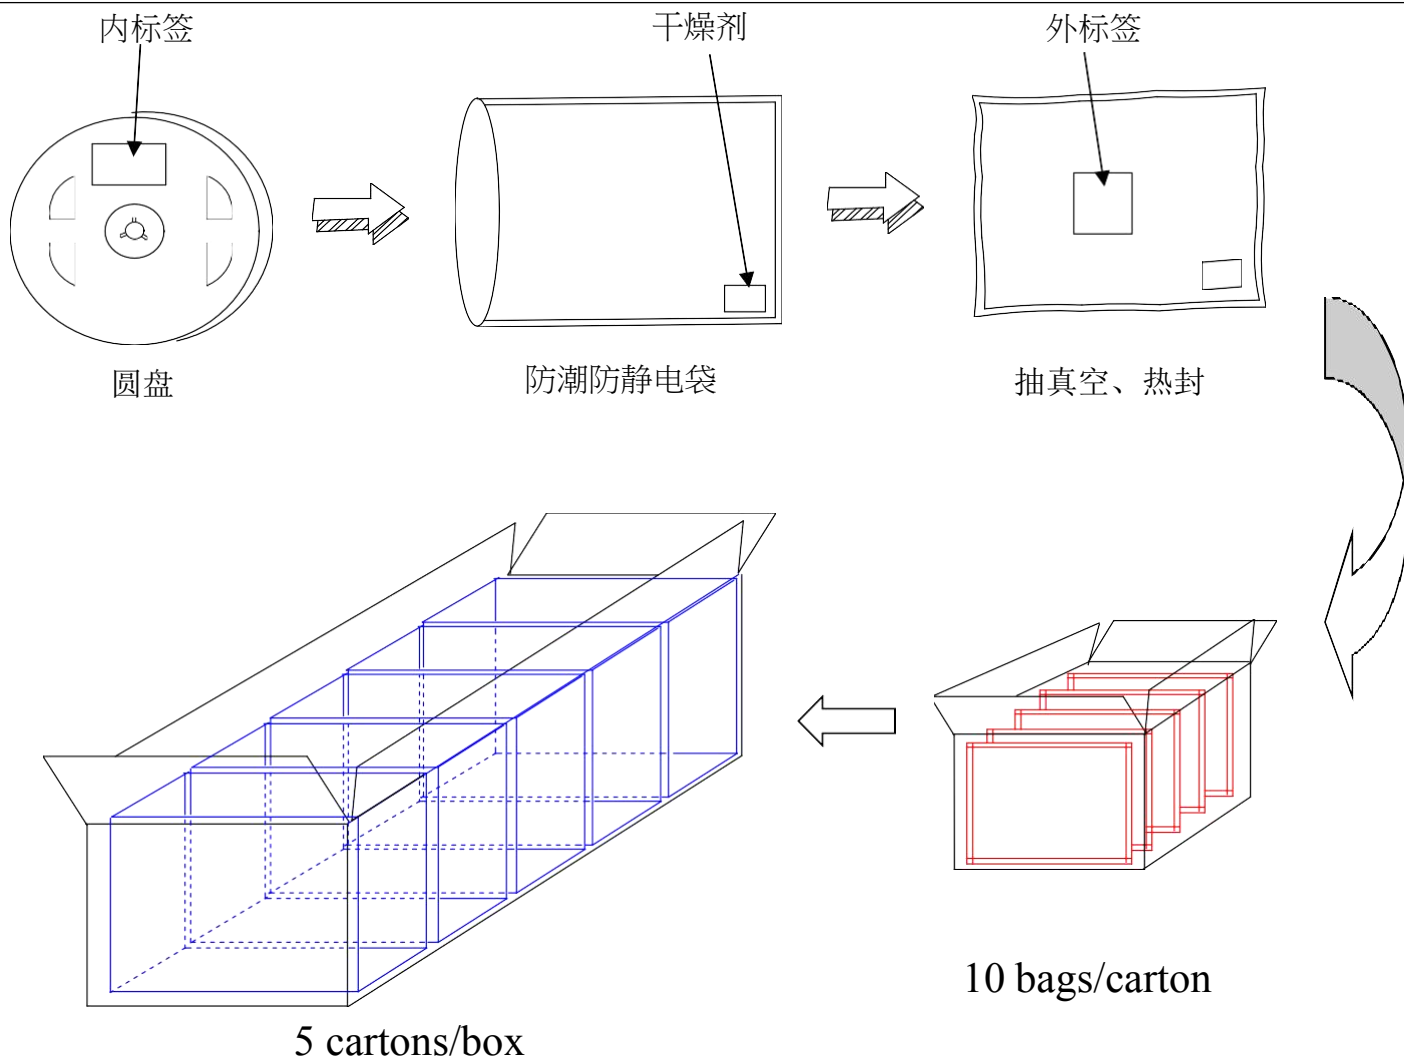 内标签
干燥剂
外标签
圆盘
防潮防静电袋
抽真空、热封
10 bags/carton
5 cartons/box